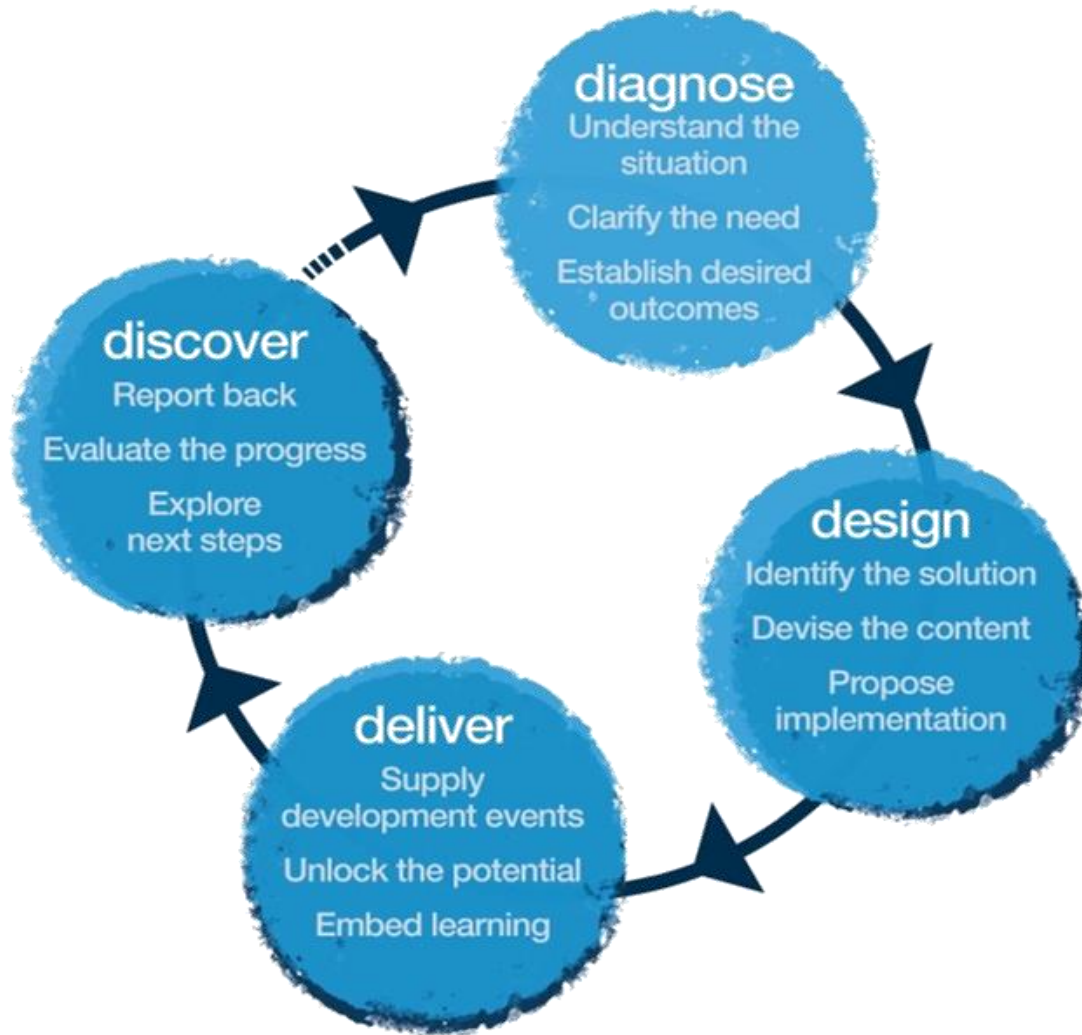 diagnose
Understand the
situation
Clarify the need
Establish desired
outcomes
design
Identify the solution
Devise the content
Propose
implementation
deliver
Supply
development events
Unlock the potential
Embed learning
discover
Report back
Evaluate the progress
Explore
next steps